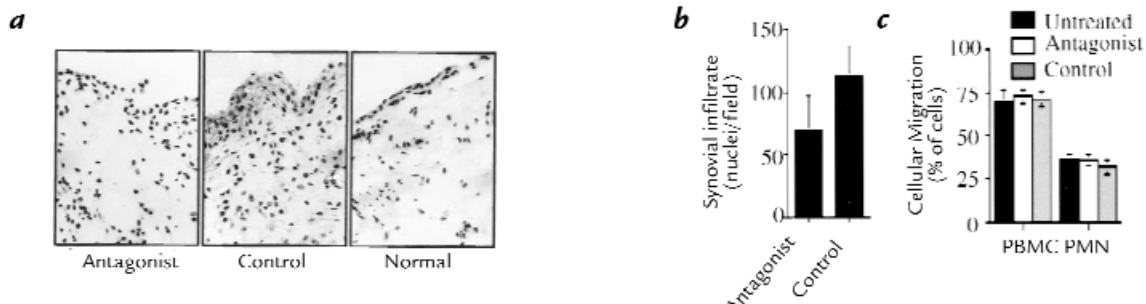 a
Antagonist
Control
Normal
b
Synovial infiltrate
(nuclei/field)
150
100
50
0
Antagonist
Control
c
Untreated
Antagonist
Control
Cellular Migration
(% of cells)
100
75
50
25
0
PBMC PMN